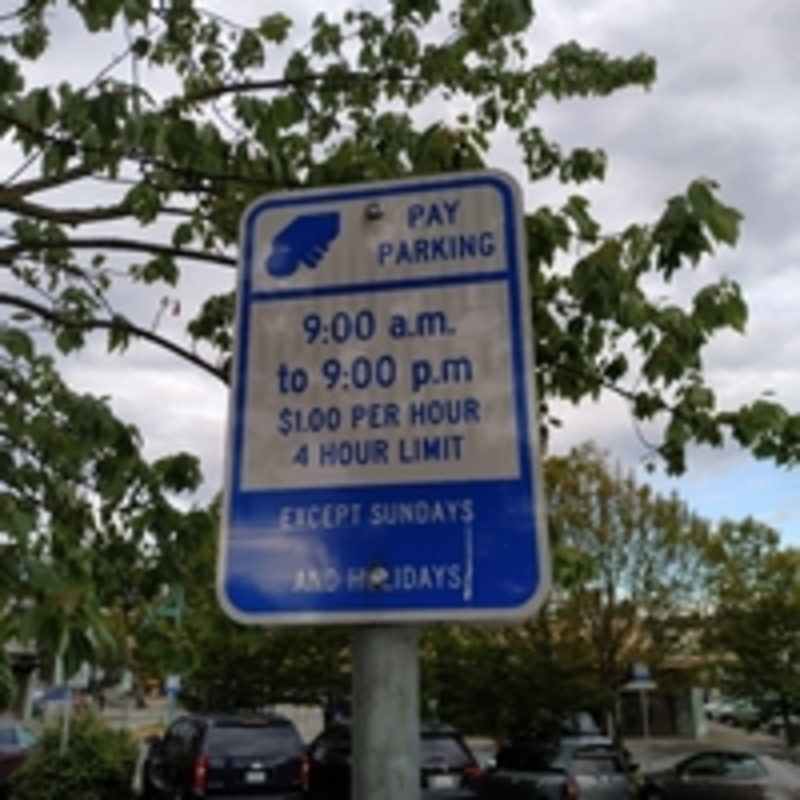 PAY
PARKING
9:00 a.m.
to 9:00 p.m
$1.00 PER HOUR
4 HOUR LIMIT
EXCEPT SUNDAYS
AND HOLIDAYS